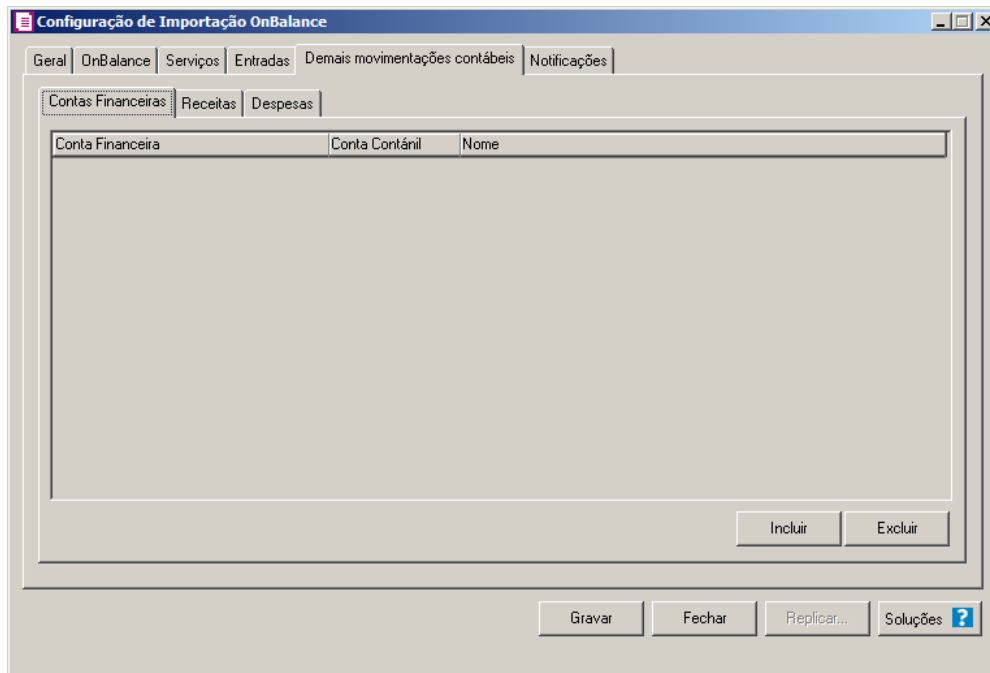 Configuração de Importação OnBalance
Geral OnBalance Serviços Entradas Demais movimentações contábeis Notificações
Contas Financeiras Receitas Despesas
Conta Financeira Conta Contánil Nome
Incluir Excluir
Gravar Fechar Replicar... Soluções ?